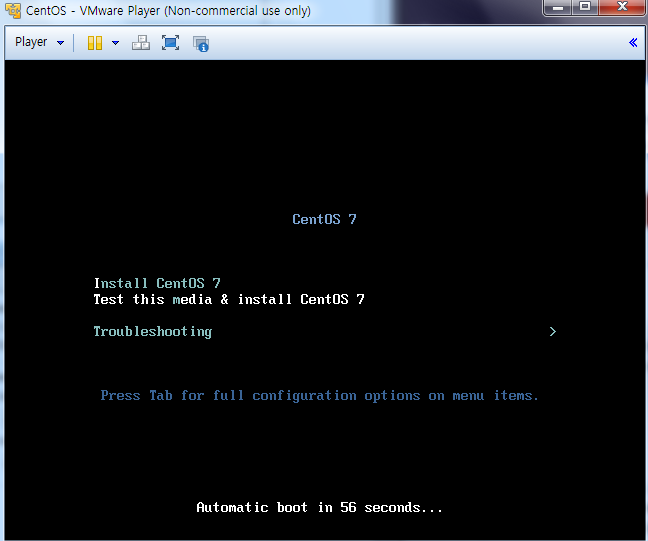 CentOS - VMware Player (Non-commercial use only)
Player
CentOS 7
Install CentOS 7
Test this media & install CentOS 7
Troubleshooting >
Press Tab for full configuration options on menu items.
Automatic boot in 56 seconds...